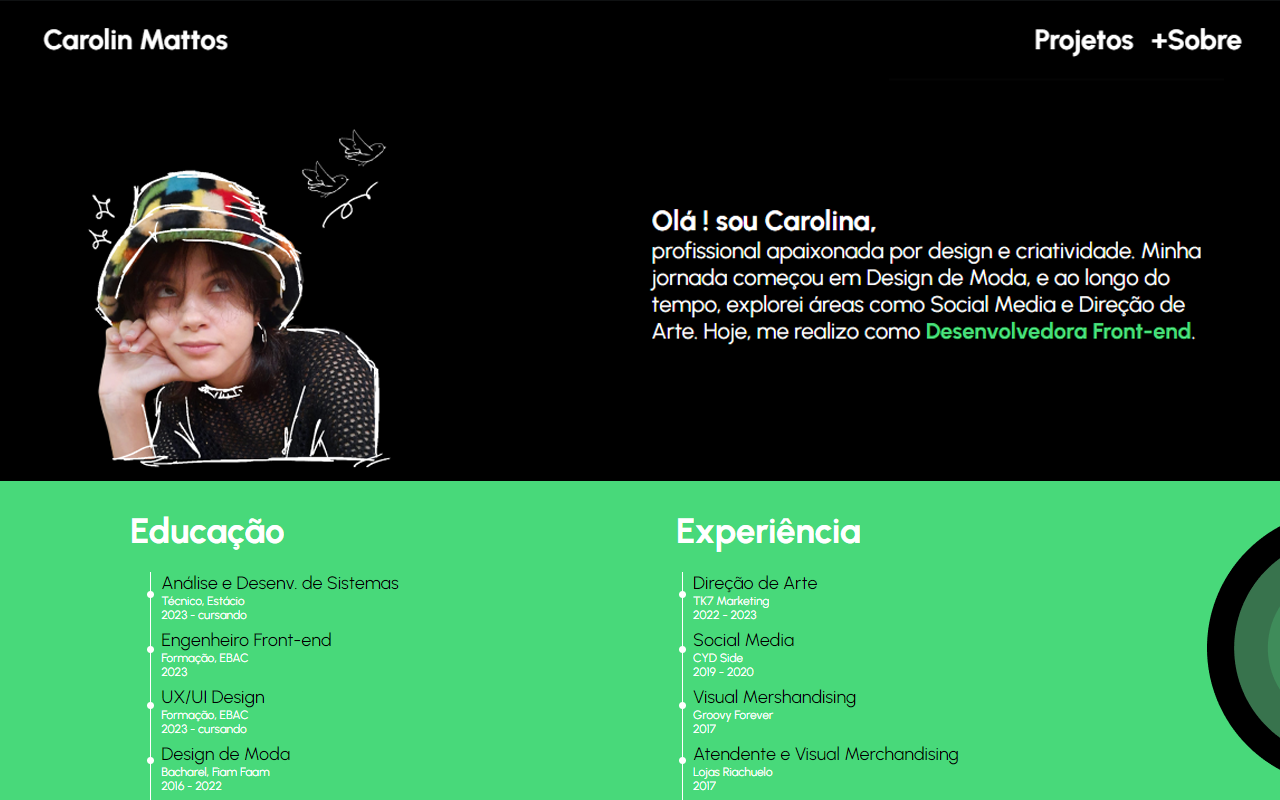 Carolin Mattos
Projetos +Sobre
Olá ! sou Carolina,
profissional apaixonada por design e criatividade. Minha
jornada começou em Design de Moda, e ao longo do
tempo, explorei áreas como Social Media e Direção de
Arte. Hoje, me realizo como Desenvolvedora Front-end.
Educação
Análise e Desenv. de Sistemas
Técnico, Estácio
2023 - cursando
Engenheiro Front-end
Formação, EBAC
2023
UX/UI Design
Formação, EBAC
2023 - cursando
Design de Moda
Bacharel, Fiam Faam
2016 - 2022
Experiência
Direção de Arte
TK7 Marketing
2022 - 2023
Social Media
CYD Side
2019 - 2020
Visual Mershandising
Groovy Forever
2017
Atendente e Visual Merchandising
Lojas Riachuelo
2017